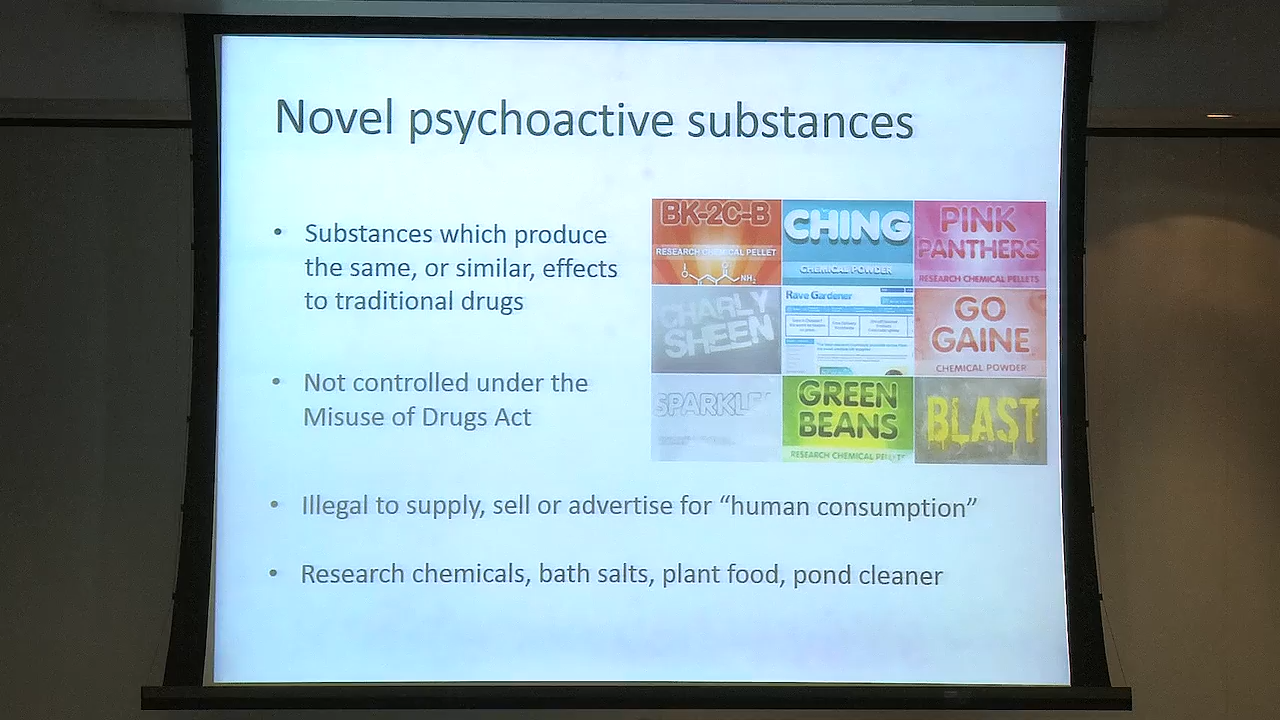 Novel psychoactive substances
• Substances which produce
the same, or similar, effects
to traditional drugs
• Not controlled under the
Misuse of Drugs Act
• Illegal to supply, sell or advertise for “human consumption”
• Research chemicals, bath salts, plant food, pond cleaner
BK-2C-B
RESEARCH CHEMICAL PELLET
O
O
NH₂
CHING
CHEMICAL POWDER
PINK
PANTHERS
RESEARCH CHEMICAL PELLETS
CHARLY
SHEEN
Rave Gardener
GO
GAINE
CHEMICAL POWDER
SPARKLE
GREEN
BEANS
RESEARCH CHEMICAL PELLETS
BLAST